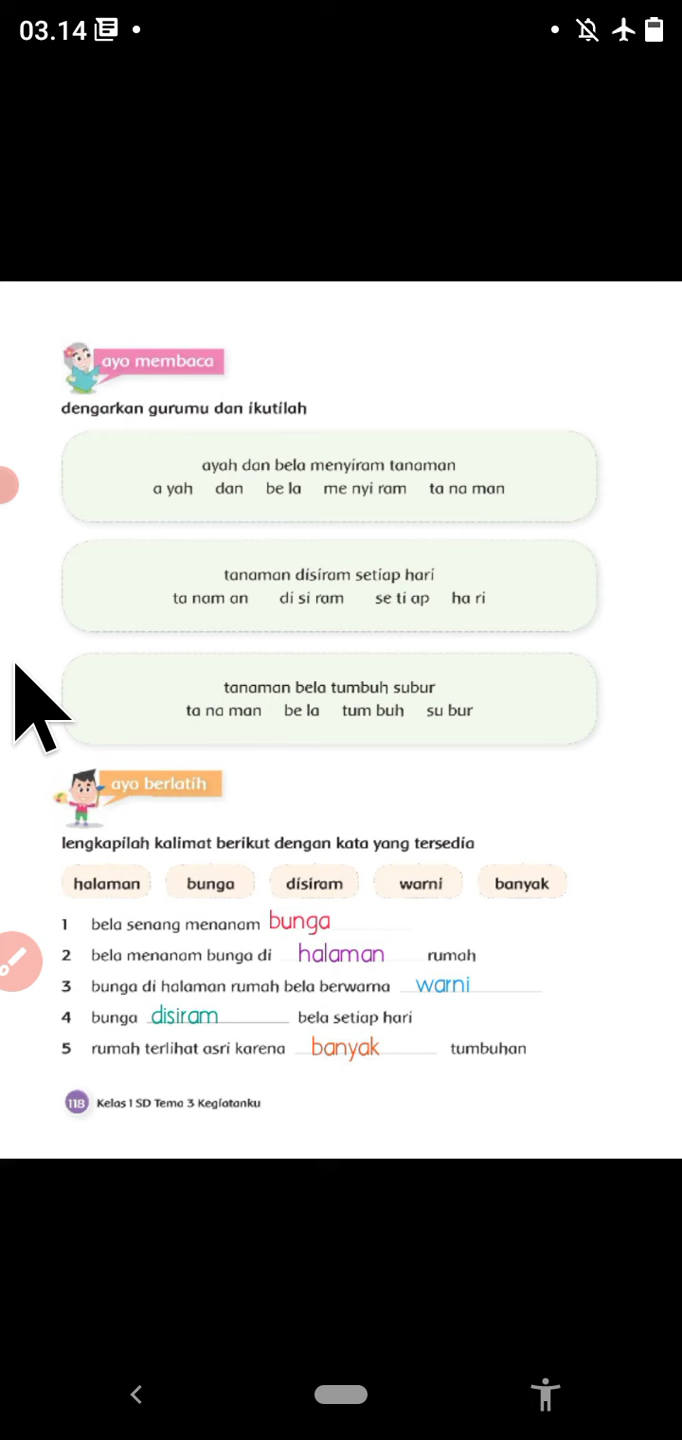 03.14
ayo membaca
dengarkan gurumu dan ikutilah
ayah dan bela menyiram tanaman
a yah dan be la me nyi ram ta na man
tanaman disiram setiap hari
ta nam an di si ram se ti ap ha ri
tanaman bela tumbuh subur
ta na man be la tum buh su bur
ayo berlatih
lengkapilah kalimat berikut dengan kata yang tersedia
halaman bunga disiram warni banyak
1 bela senang menanam bunga
2 bela menanam bunga di halaman rumah
3 bunga di halaman rumah bela berwarna warni
4 bunga disiram bela setiap hari
5 rumah terlihat asri karena banyak tumbuhan
118 Kelas 1 SD Tema 3 Kegiatanku